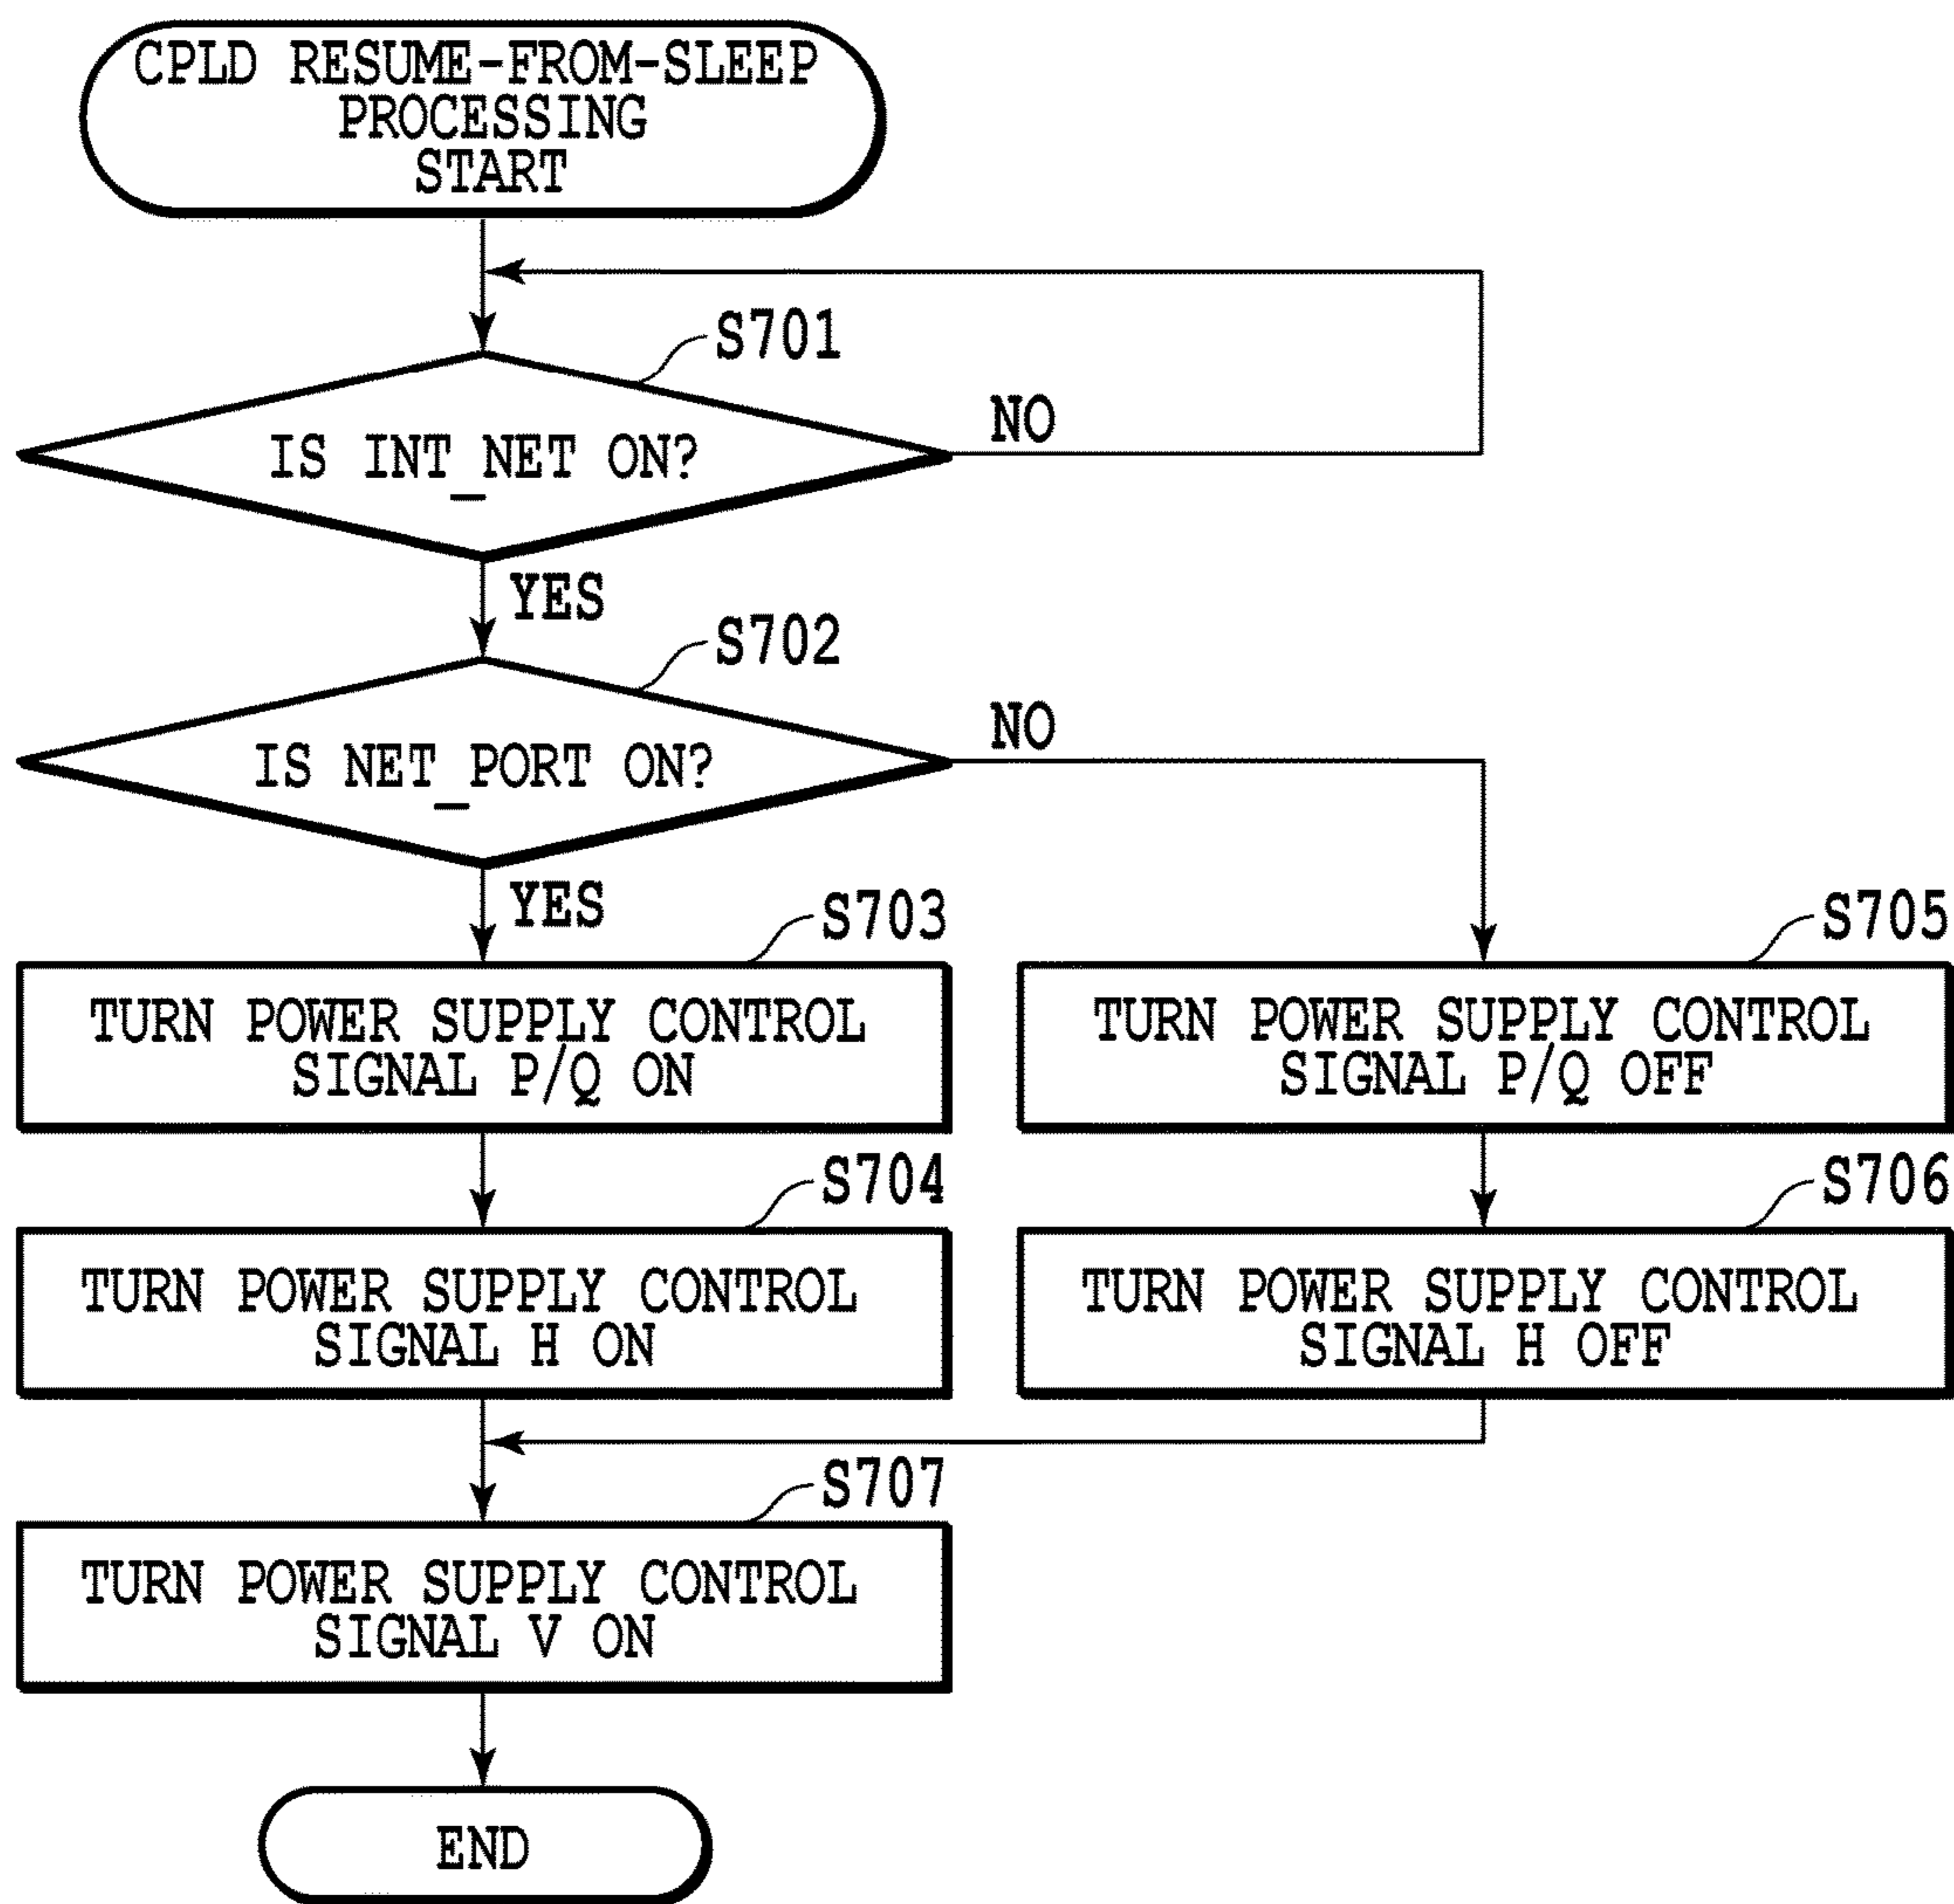 CPLD RESUME-FROM-SLEEP
PROCESSING
START
S701
IS INT_NET ON?
NO
YES
S702
IS NET_PORT ON?
NO
YES
S703
TURN POWER SUPPLY CONTROL
SIGNAL P/Q ON
S705
TURN POWER SUPPLY CONTROL
SIGNAL P/Q OFF
S704
TURN POWER SUPPLY CONTROL
SIGNAL H ON
S706
TURN POWER SUPPLY CONTROL
SIGNAL H OFF
S707
TURN POWER SUPPLY CONTROL
SIGNAL V ON
END